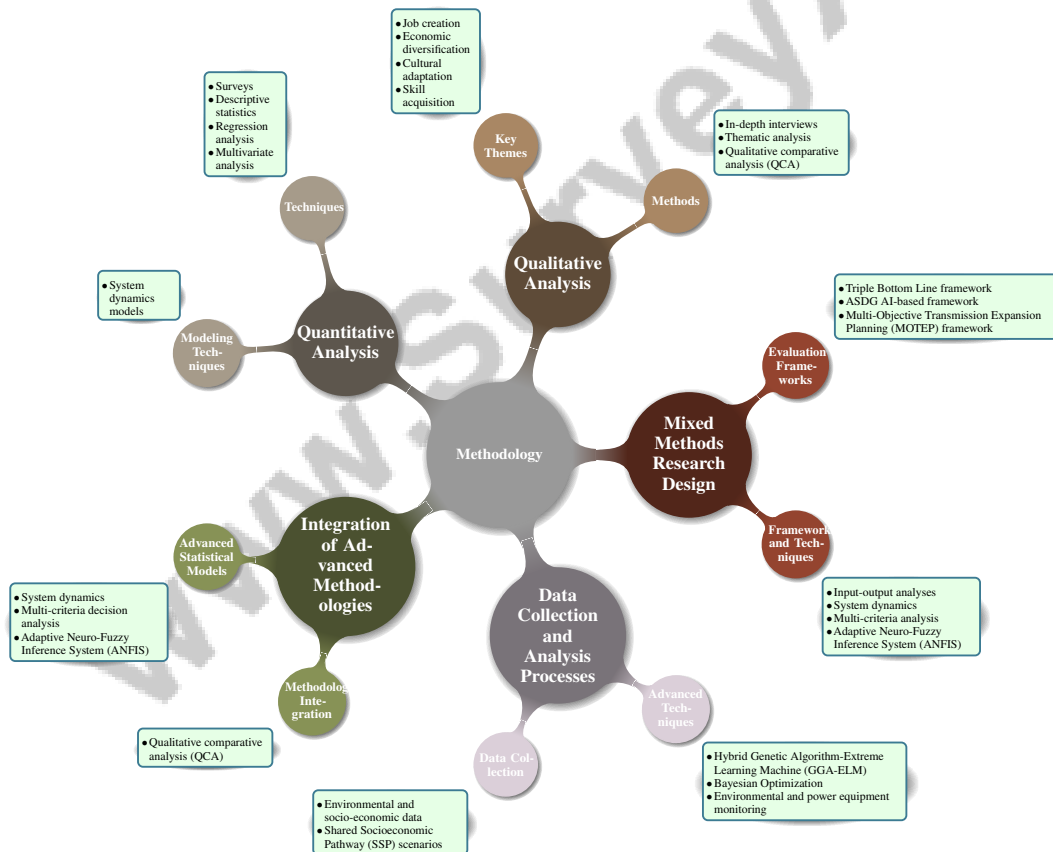 Methodology
Qualitative
Analysis
Key
Themes
● Job creation
● Economic
diversification
● Cultural
adaptation
● Skill
acquisition
Methods
● In-depth interviews
● Thematic analysis
● Qualitative comparative
analysis (QCA)
Quantitative
Analysis
Techniques
● Surveys
● Descriptive
statistics
● Regression
analysis
● Multivariate
analysis
Modeling
Tech-
niques
● System
dynamics
models
Mixed
Methods
Research
Design
Evaluation
Frame-
works
● Triple Bottom Line framework
● ASDG AI-based framework
● Multi-Objective Transmission Expansion
Planning (MOTEP) framework
Framework
and Tech-
niques
● Input-output analyses
● System dynamics
● Multi-criteria analysis
● Adaptive Neuro-Fuzzy
Inference System (ANFIS)
Integration
of Ad-
vanced
Method-
ologies
Advanced
Statistical
Models
● System dynamics
● Multi-criteria decision
analysis
● Adaptive Neuro-Fuzzy
Inference System (ANFIS)
Methodolog
Inte-
gration
● Qualitative comparative
analysis (QCA)
Data
Collection
and
Analysis
Processes
Advanced
Tech-
niques
● Hybrid Genetic Algorithm-Extreme
Learning Machine (GGA-ELM)
● Bayesian Optimization
● Environmental and power equipment
monitoring
Data Col-
lection
● Environmental and
socio-economic data
● Shared Socioeconomic
Pathway (SSP) scenarios
www.Survey